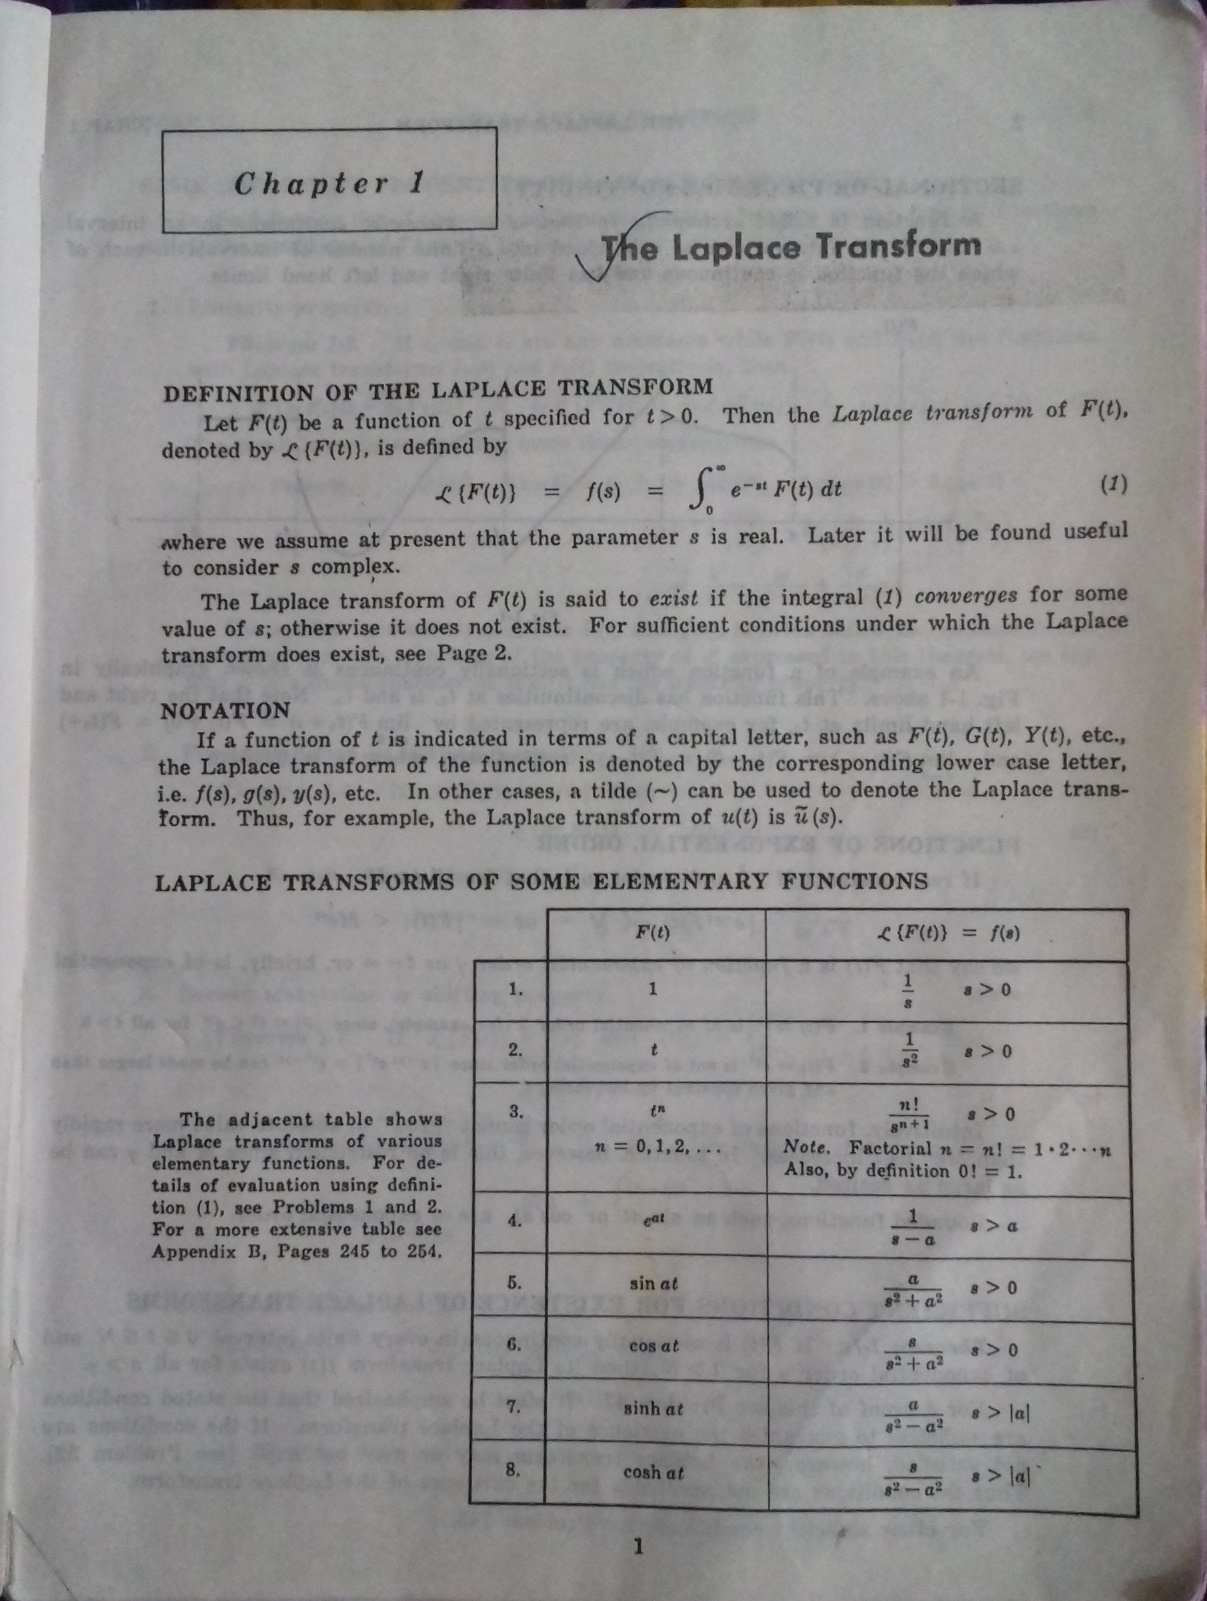 Chapter 1
The Laplace Transform
DEFINITION OF THE LAPLACE TRANSFORM
Let F(t) be a function of t specified for t > 0. Then the Laplace transform of F(t),
denoted by ℒ {F(t)}, is defined by
ℒ {F(t)} = f(s) = ∫₀^∞ e^{−st} F(t) dt (1)
where we assume at present that the parameter s is real. Later it will be found useful
to consider s complex.
The Laplace transform of F(t) is said to exist if the integral (1) converges for some
value of s; otherwise it does not exist. For sufficient conditions under which the Laplace
transform does exist, see Page 2.
NOTATION
If a function of t is indicated in terms of a capital letter, such as F(t), G(t), Y(t), etc.,
the Laplace transform of the function is denoted by the corresponding lower case letter,
i.e. f(s), g(s), y(s), etc. In other cases, a tilde (~) can be used to denote the Laplace trans-
form. Thus, for example, the Laplace transform of u(t) is ũ(s).
LAPLACE TRANSFORMS OF SOME ELEMENTARY FUNCTIONS
The adjacent table shows
Laplace transforms of various
elementary functions. For de-
tails of evaluation using defini-
tion (1), see Problems 1 and 2.
For a more extensive table see
Appendix B, Pages 245 to 254.
F(t) ℒ {F(t)} = f(s)
1. 1 1/s s > 0
2. t 1/s² s > 0
3. tⁿ n!/s^{n+1} s > 0
n = 0, 1, 2, ... Note. Factorial n = n! = 1·2···n
Also, by definition 0! = 1.
4. e^{at} 1/(s − a) s > a
5. sin at a/(s² + a²) s > 0
6. cos at s/(s² + a²) s > 0
7. sinh at a/(s² − a²) s > |a|
8. cosh at s/(s² − a²) s > |a|
1